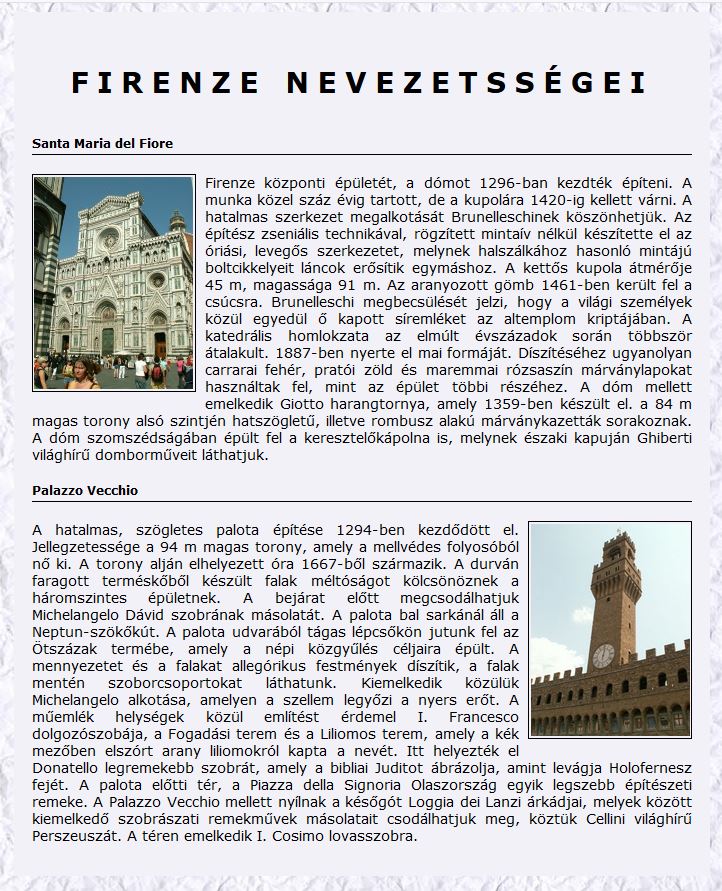 FIRENZE NEVEZETSSÉGEI
Santa Maria del Fiore
Firenze központi épületét, a dómot 1296-ban kezdték építeni. A
munka közel száz évig tartott, de a kupolára 1420-ig kellett várni. A
hatalmas szerkezet megalkotását Brunelleschinek köszönhetjük. Az
építész zseniális technikával, rögzített mintaív nélkül készítette el az
óriási, levegős szerkezetet, melynek halszálkához hasonló mintájú
boltcikkelyeit láncok erősítik egymáshoz. A kettős kupola átmérője
45 m, magassága 91 m. Az aranyozott gömb 1461-ben került fel a
csúcsra. Brunelleschi megbecsülését jelzi, hogy a világi személyek
közül egyedül ő kapott síremléket az altemplom kriptájában. A
katedrális homlokzata az elmúlt évszázadok során többször
átalakult. 1887-ben nyerte el mai formáját. Díszítéséhez ugyanolyan
carrarai fehér, pratói zöld és maremmai rózsaszín márványlapokat
használtak fel, mint az épület többi részéhez. A dóm mellett
emelkedik Giotto harangtornya, amely 1359-ben készült el. a 84 m
magas torony alsó szintjén hatszögletű, illetve rombusz alakú márványkazetták sorakoznak.
A dóm szomszédságában épült fel a keresztelőkápolna is, melynek északi kapuján Ghiberti
világhírű domborműveit láthatjuk.
Palazzo Vecchio
A hatalmas, szögletes palota építése 1294-ben kezdődött el.
Jellegzetessége a 94 m magas torony, amely a mellvédes folyosóból
nő ki. A torony alján elhelyezett óra 1667-ből származik. A durván
faragott terméskőből készült falak méltóságot kölcsönöznek a
háromszintes épületnek. A bejárat előtt megcsodálhatjuk
Michelangelo Dávid szobrának másolatát. A palota bal sarkánál áll a
Neptun-szökőkút. A palota udvarából tágas lépcsőkön jutunk fel az
Ötszázak termébe, amely a népi közgyűlés céljaira épült. A
mennyezetet és a falakat allegórikus festmények díszítik, a falak
mentén szoborcsoportokat láthatunk. Kiemelkedik közülük
Michelangelo alkotása, amelyen a szellem legyőzi a nyers erőt. A
műemlék helységek közül említést érdemel I. Francesco
dolgozószobája, a Fogadási terem és a Liliomos terem, amely a kék
mezőben elszórt arany liliomokról kapta a nevét. Itt helyezték el
Donatello legremekebb szobrát, amely a bibliai Juditot ábrázolja, amint levágja Holofernesz
fejét. A palota előtti tér, a Piazza della Signoria Olaszország egyik legszebb építészeti
remeke. A Palazzo Vecchio mellett nyílnak a későgót Loggia dei Lanzi árkádjai, melyek között
kiemelkedő szobrászati remekművek másolatait csodálhatjuk meg, köztük Cellini világhírű
Perszeuszát. A téren emelkedik I. Cosimo lovasszobra.